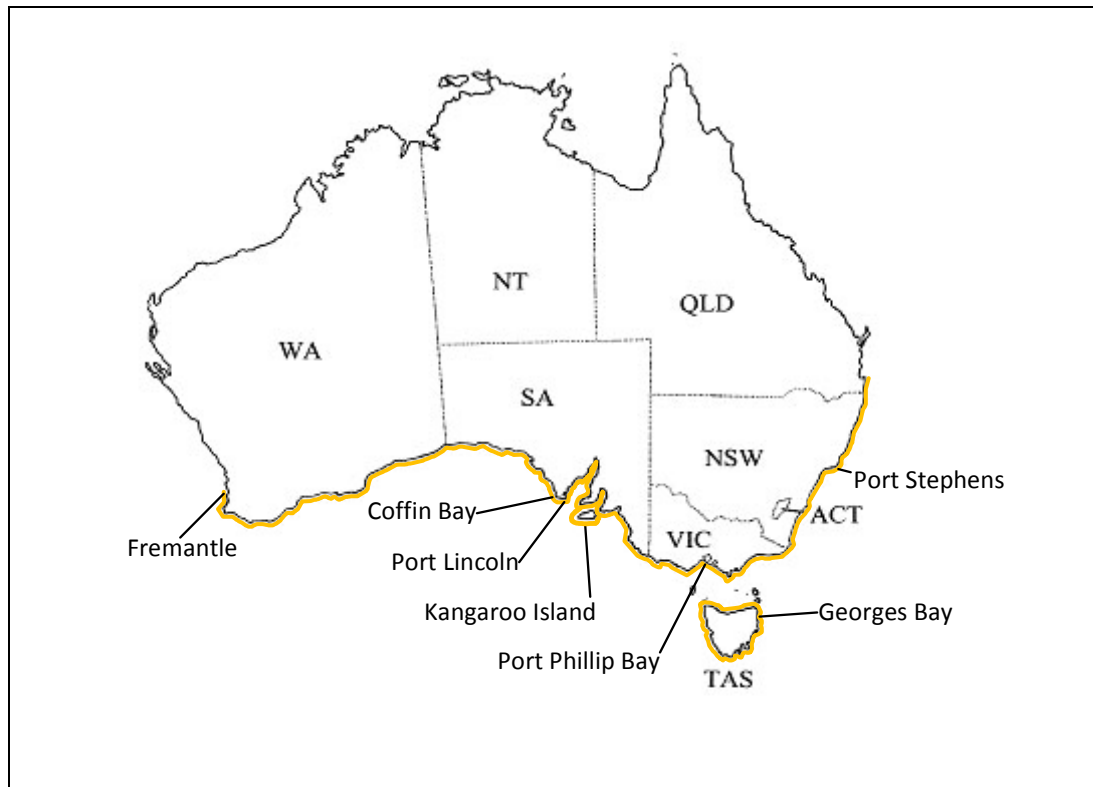 NT
QLD
WA
SA
NSW
Port Stephens
Coffin Bay
ACT
VIC
Fremantle
Port Lincoln
Kangaroo Island
Georges Bay
Port Phillip Bay
TAS